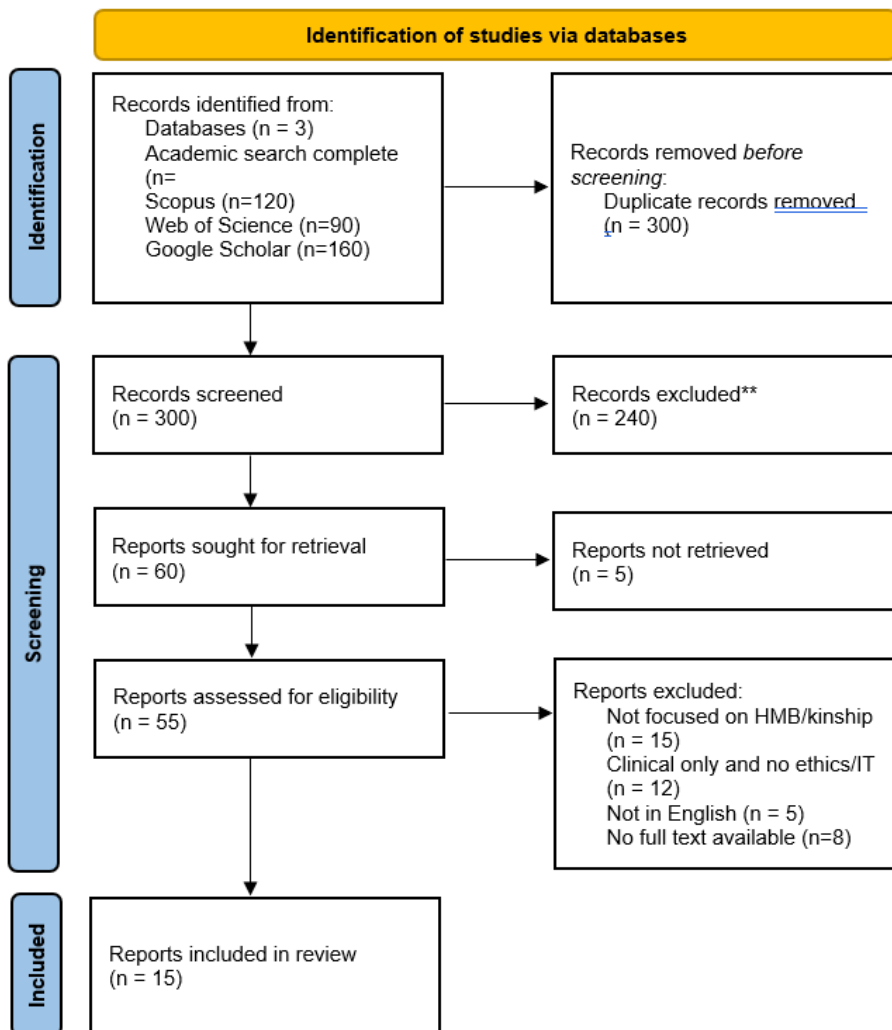 Identification of studies via databases
Identification
Records identified from:
Databases (n = 3)
Academic search complete
(n=
Scopus (n=120)
Web of Science (n=90)
Google Scholar (n=160)
Records removed before
screening:
Duplicate records removed
(n = 300)
Screening
Records screened
(n = 300)
Records excluded**
(n = 240)
Reports sought for retrieval
(n = 60)
Reports not retrieved
(n = 5)
Reports assessed for eligibility
(n = 55)
Reports excluded:
Not focused on HMB/kinship
(n = 15)
Clinical only and no ethics/IT
(n = 12)
Not in English (n = 5)
No full text available (n=8)
Included
Reports included in review
(n = 15)